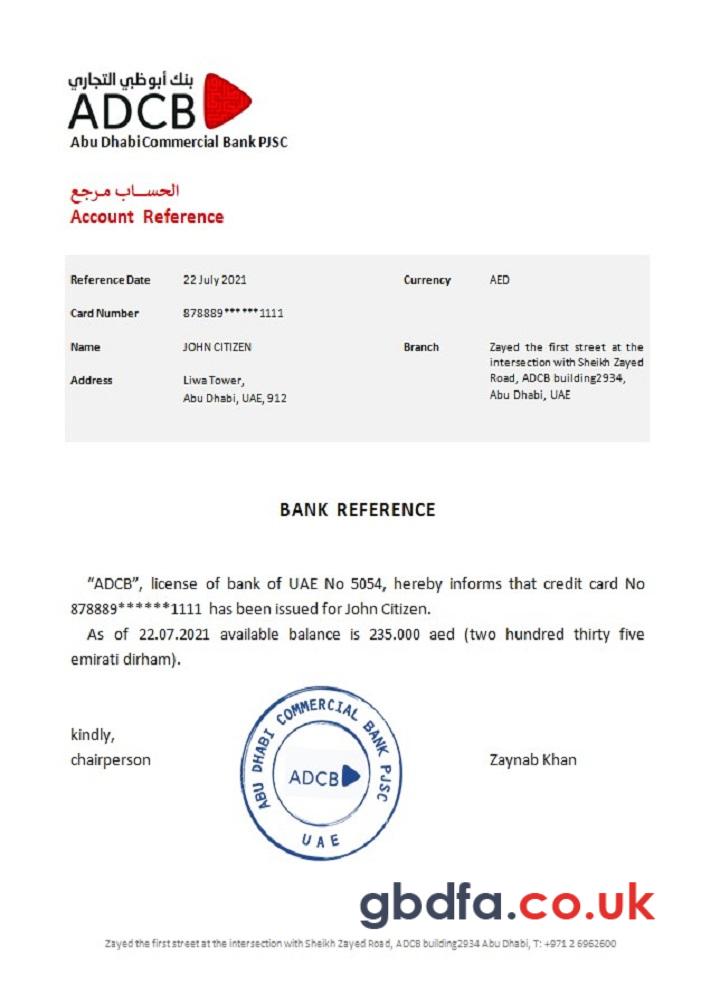 بنك أبوظبي التجاري
ADCB
Abu Dhabi Commercial Bank PJSC
الحساب مرجع
Account Reference
Reference Date 22 July 2021 Currency AED
Card Number 878889******1111
Name JOHN CITIZEN Branch Zayed the first street at the
intersection with Sheikh Zayed
Road, ADCB building2934,
Abu Dhabi, UAE
Address Liwa Tower,
Abu Dhabi, UAE, 912
BANK REFERENCE
“ADCB”, license of bank of UAE No 5054, hereby informs that credit card No
878889******1111 has been issued for John Citizen.
As of 22.07.2021 available balance is 235.000 aed (two hundred thirty five
emirati dirham).
kindly,
chairperson
ABU DHABI COMMERCIAL BANK PJSC
ADCB
UAE
Zaynab Khan
gbdfa.co.uk
Zayed the first street at the intersection with Sheikh Zayed Road, ADCB building2934 Abu Dhabi, T: +971 2 6962600